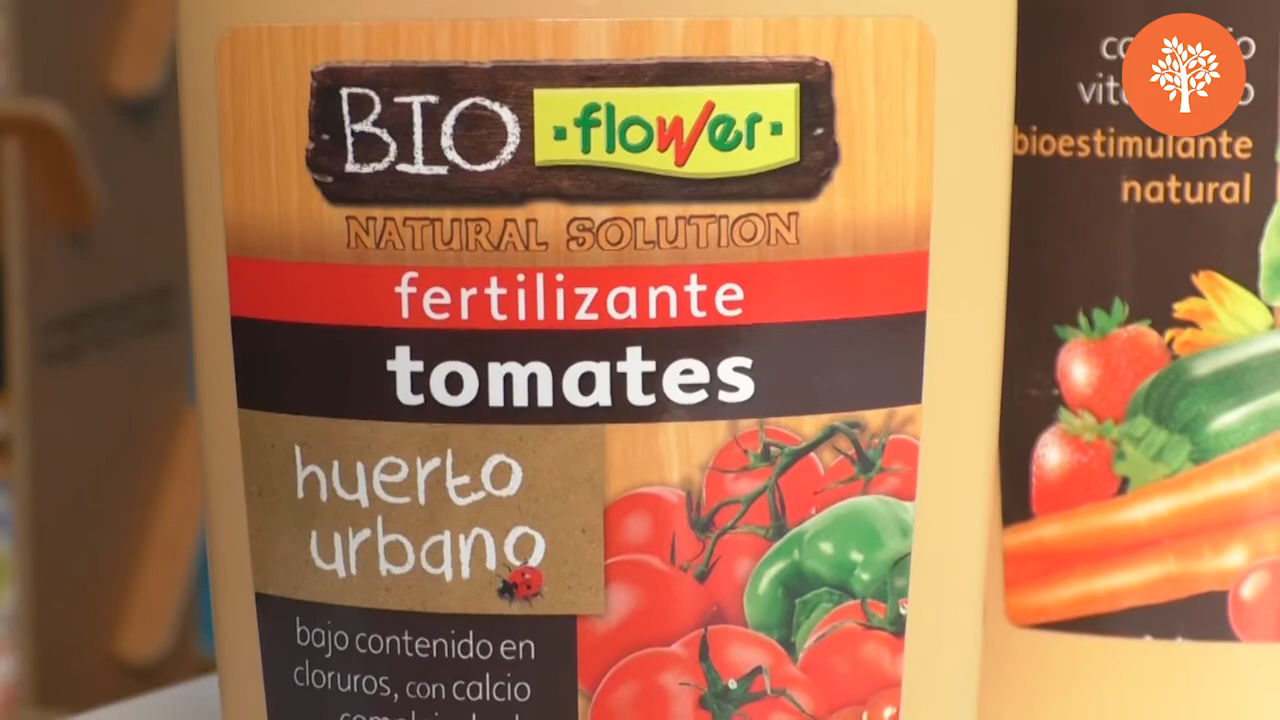 BIO ·flower·
NATURAL SOLUTION
fertilizante
tomates
huerto
urbano
bajo contenido en
cloruros, con calcio
bioestimulante
natural